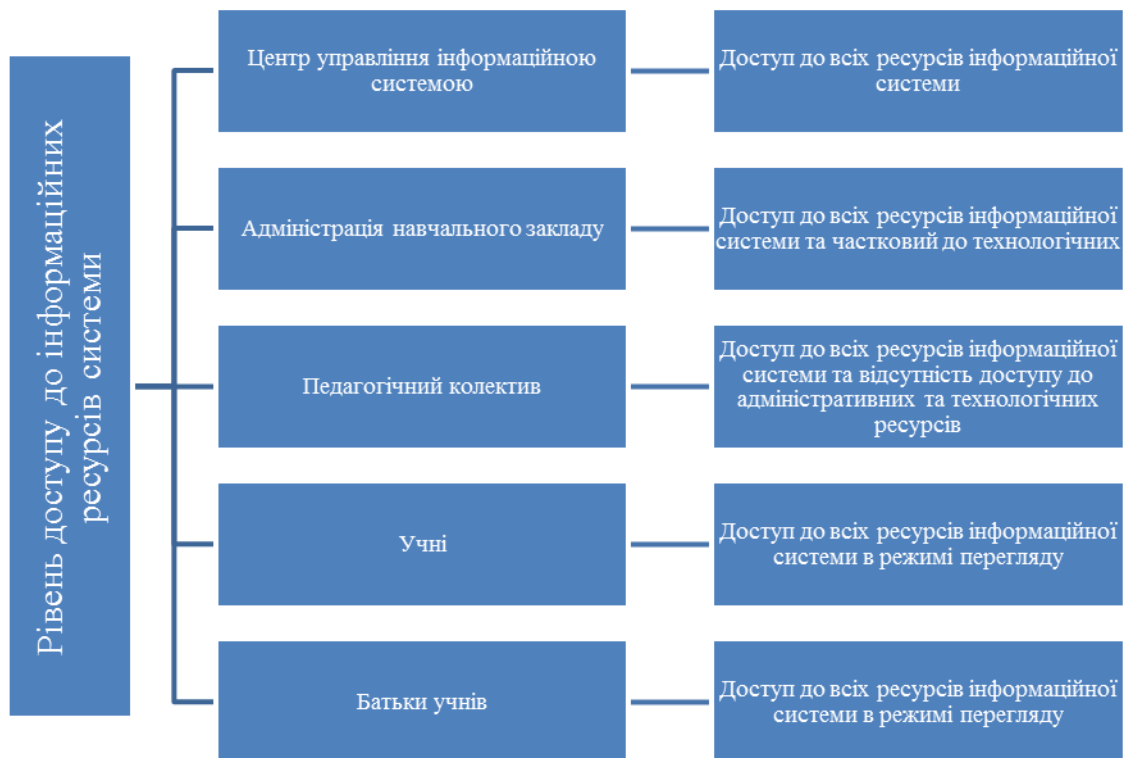 Рівень доступу до інформаційних
ресурсів системи
Центр управління інформаційною
системою
Доступ до всіх ресурсів інформаційної
системи
Адміністрація навчального закладу
Доступ до всіх ресурсів інформаційної
системи та частковий до технологічних
Педагогічний колектив
Доступ до всіх ресурсів інформаційної
системи та відсутність доступу до
адміністративних та технологічних
ресурсів
Учні
Доступ до всіх ресурсів інформаційної
системи в режимі перегляду
Батьки учнів
Доступ до всіх ресурсів інформаційної
системи в режимі перегляду